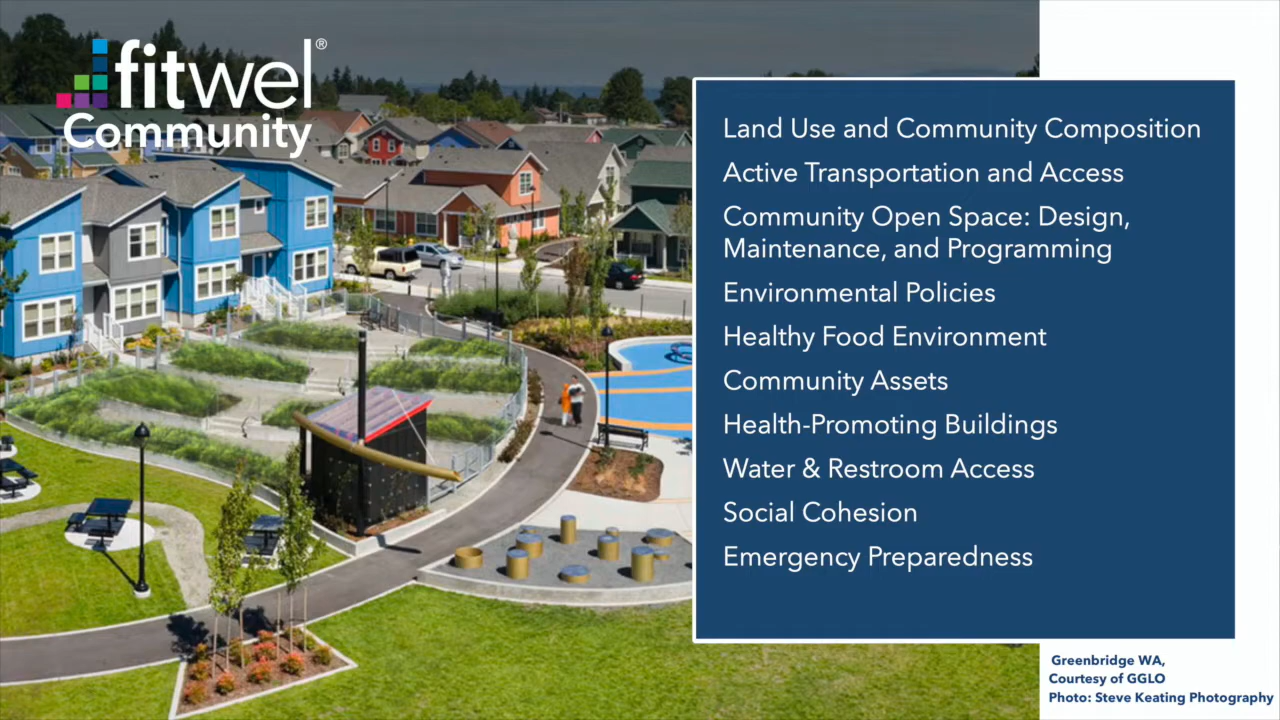 fitwel®
Community
Land Use and Community Composition
Active Transportation and Access
Community Open Space: Design,
Maintenance, and Programming
Environmental Policies
Healthy Food Environment
Community Assets
Health-Promoting Buildings
Water & Restroom Access
Social Cohesion
Emergency Preparedness
Greenbridge WA,
Courtesy of GGLO
Photo: Steve Keating Photography